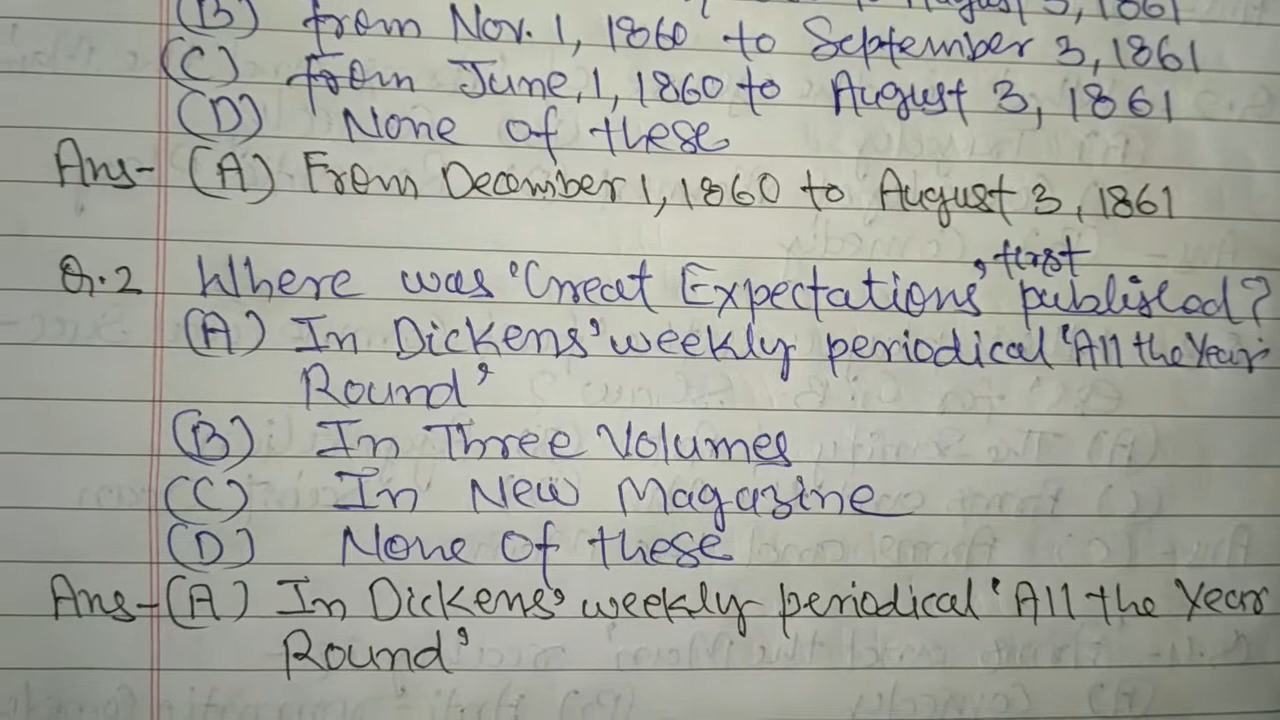 August 3, 1861
(B) from Nov. 1, 1860 to September 3, 1861
(C) from June, 1, 1860 to August 3, 1861
(D) None of these
Ans- (A) From December 1, 1860 to August 3, 1861
Q.2 Where was 'Great Expectations' first published?
(A) In Dickens' weekly periodical 'All the Year
Round'
(B) In Three Volumes
(C) In New Magazine
(D) None of these
Ans- (A) In Dickens' weekly periodical 'All the Year
Round'